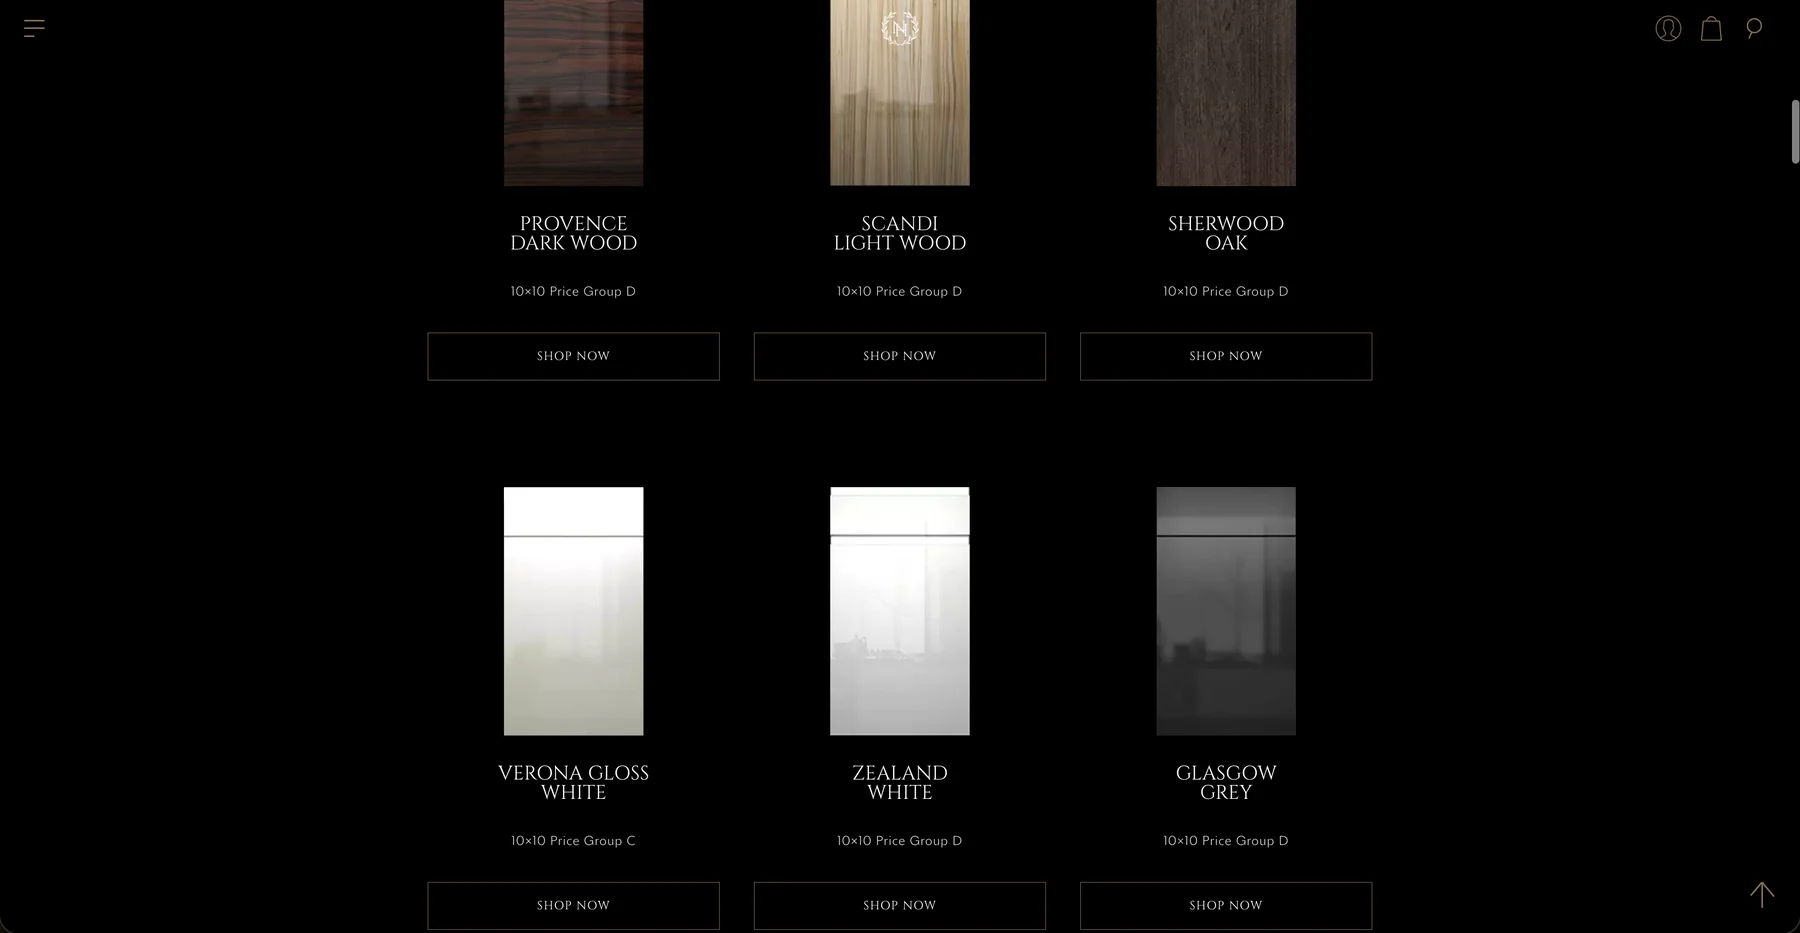 PROVENCE
DARK WOOD
10×10 Price Group D
SHOP NOW
SCANDI
LIGHT WOOD
10×10 Price Group D
SHOP NOW
SHERWOOD
OAK
10×10 Price Group D
SHOP NOW
VERONA GLOSS
WHITE
10×10 Price Group C
SHOP NOW
ZEALAND
WHITE
10×10 Price Group D
SHOP NOW
GLASGOW
GREY
10×10 Price Group D
SHOP NOW